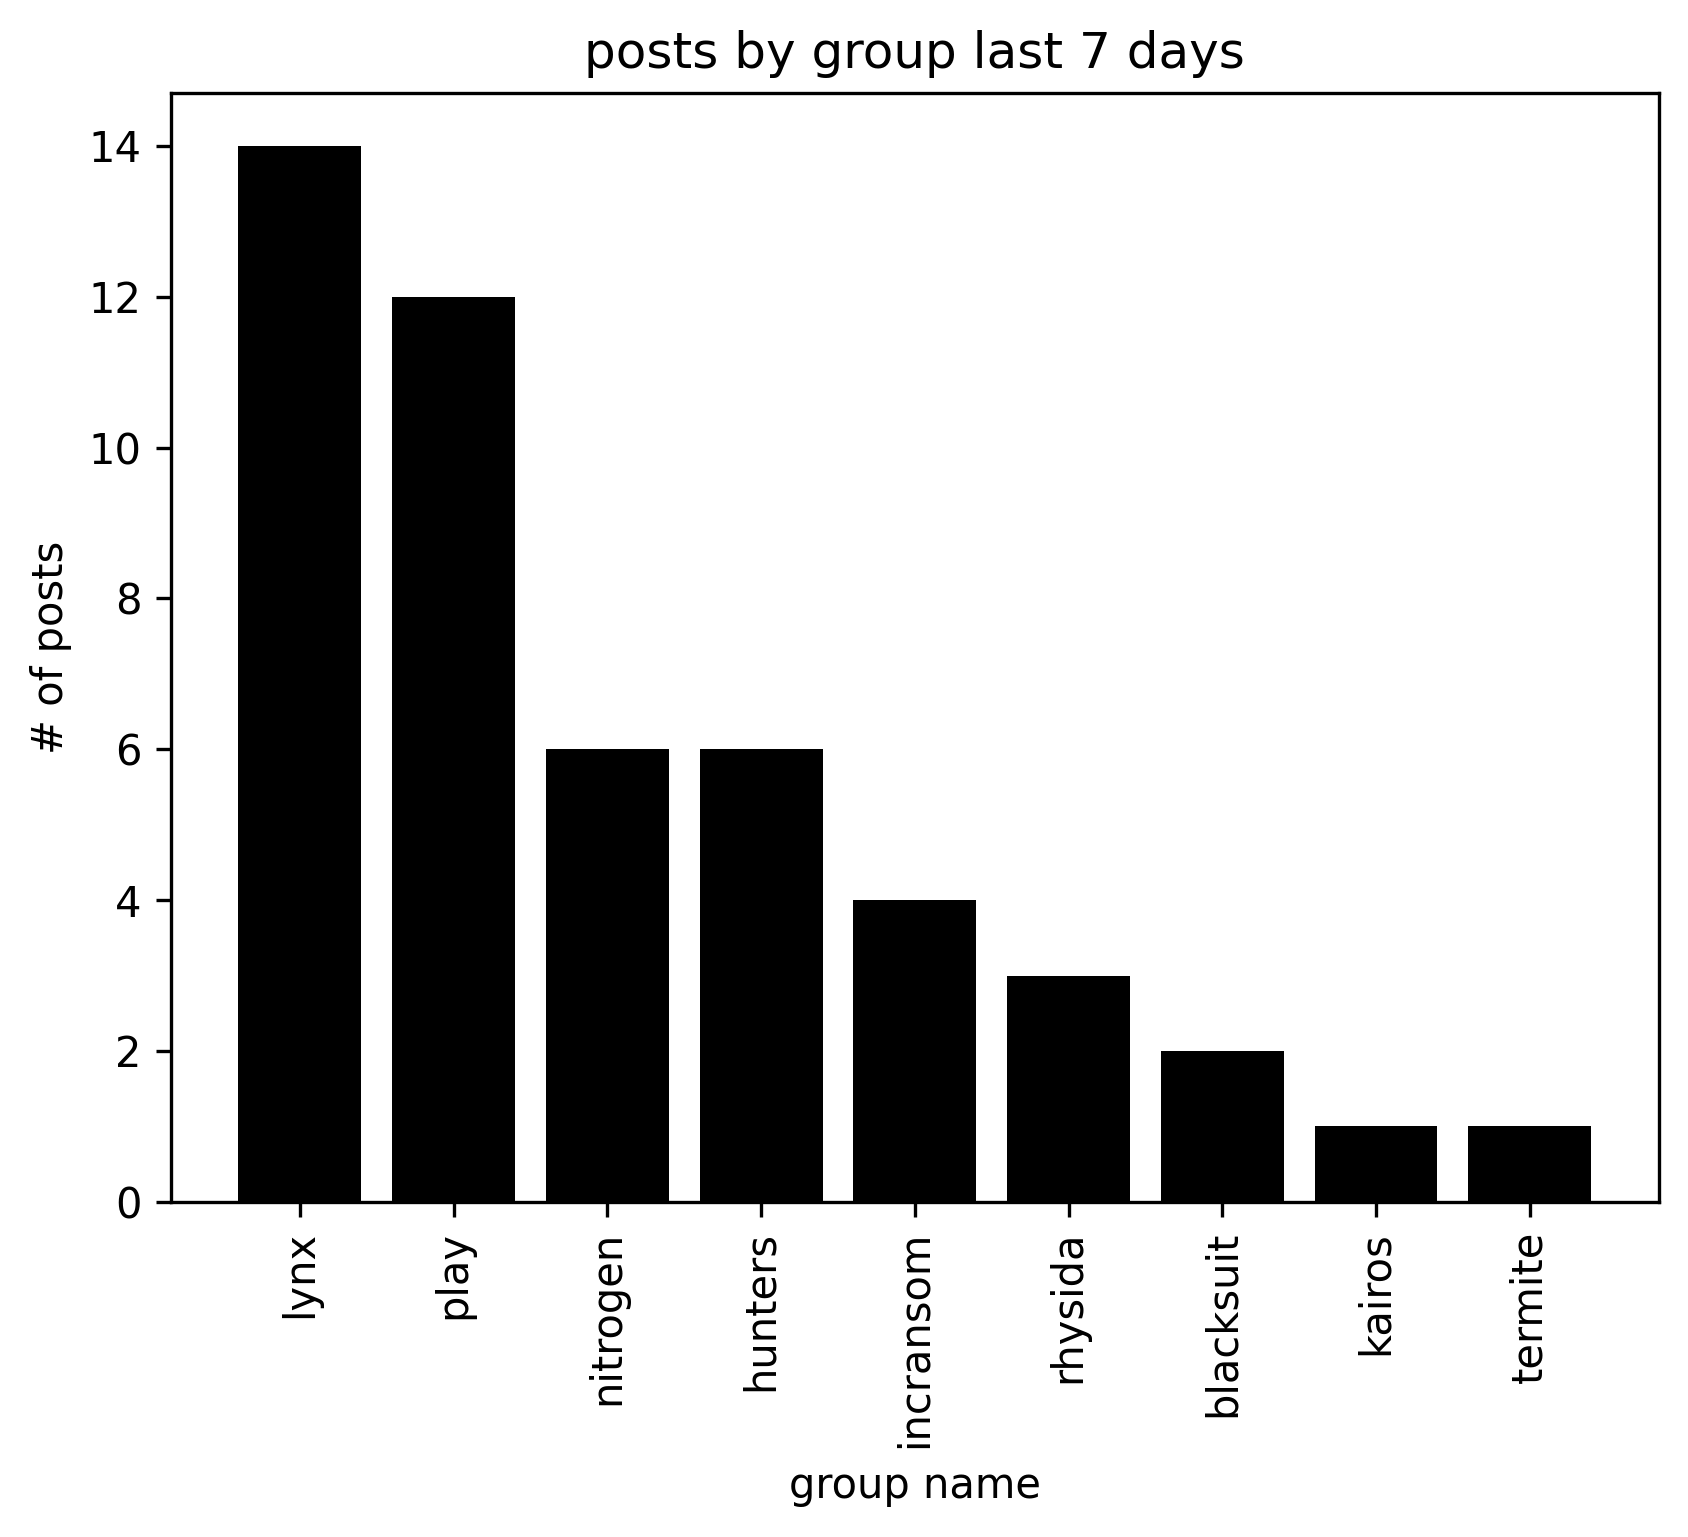 posts by group last 7 days
# of posts
14
12
10
8
6
4
2
0
lynx
play
nitrogen
hunters
incransom
rhysida
blacksuit
kairos
termite
group name